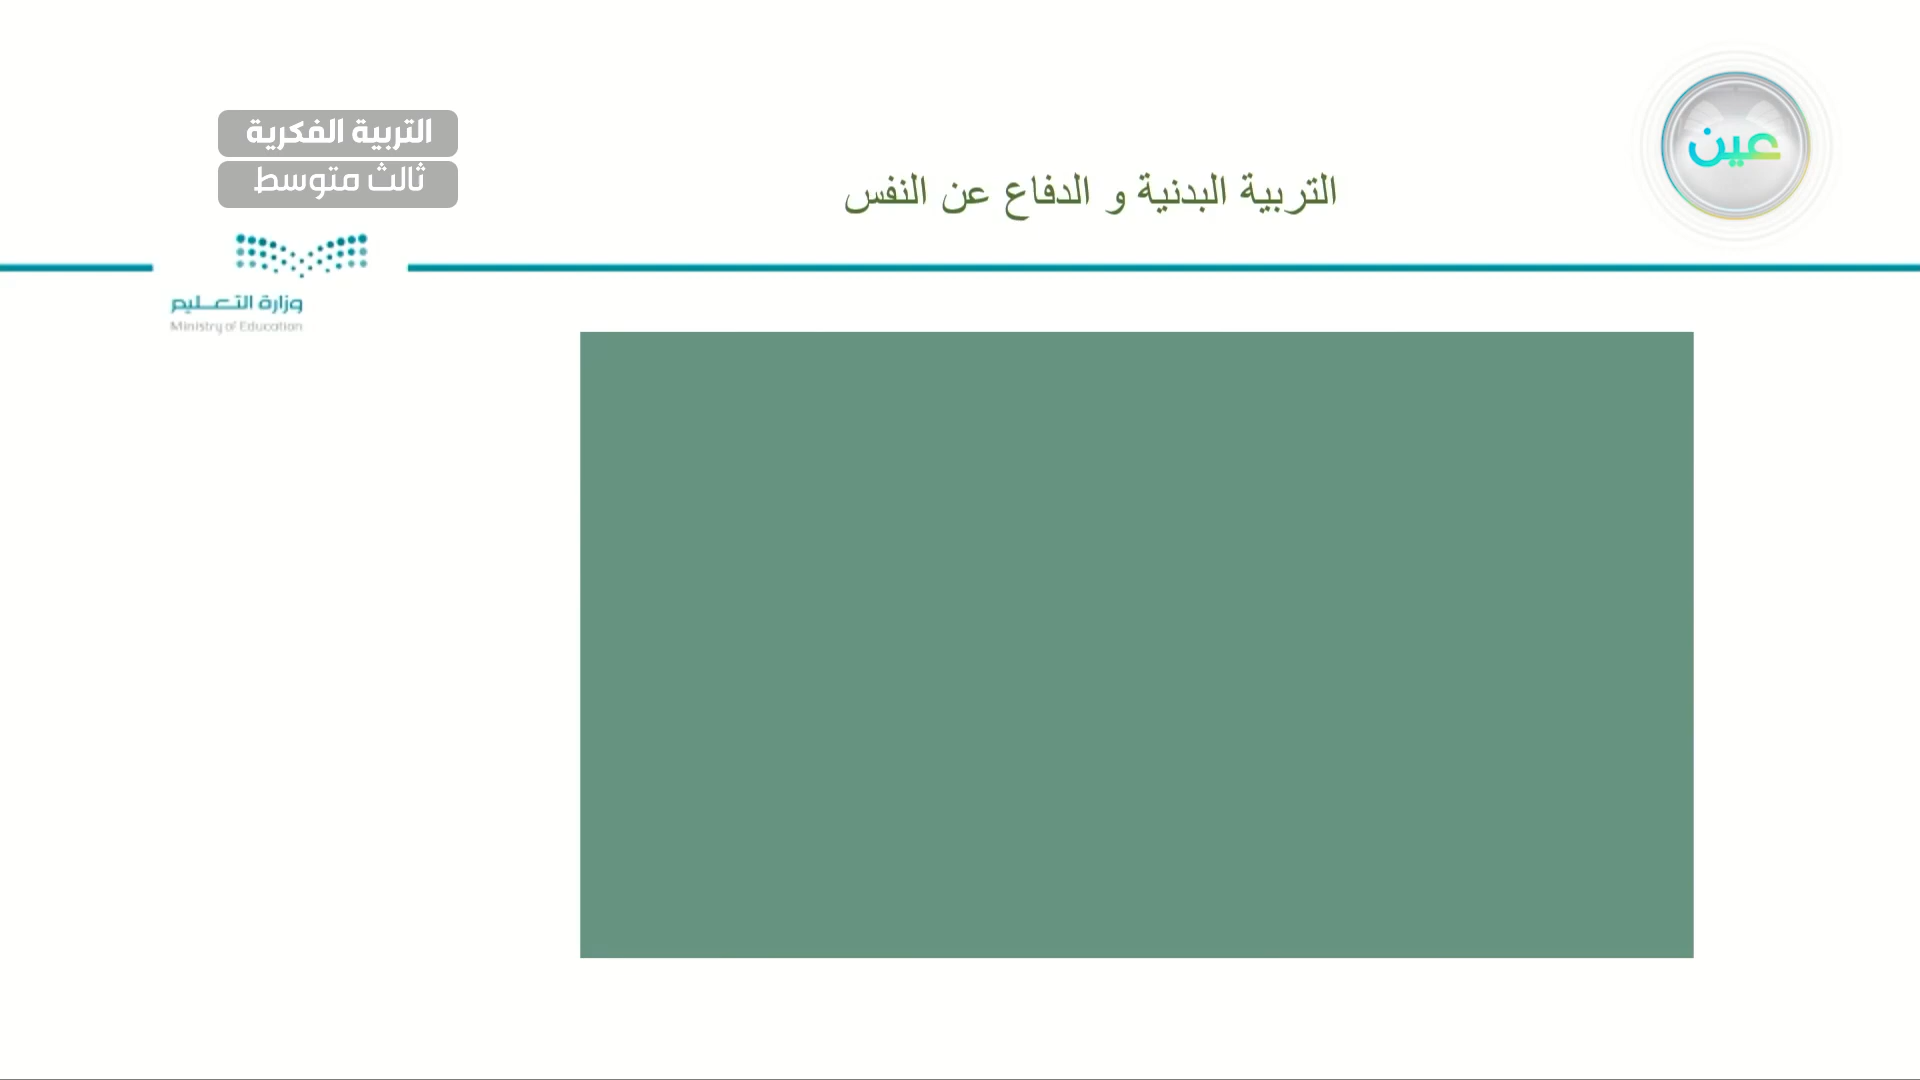 عين
التربية الفكرية
ثالث متوسط
التربية البدنية و الدفاع عن النفس
وزارة التعليم
Ministry of Education